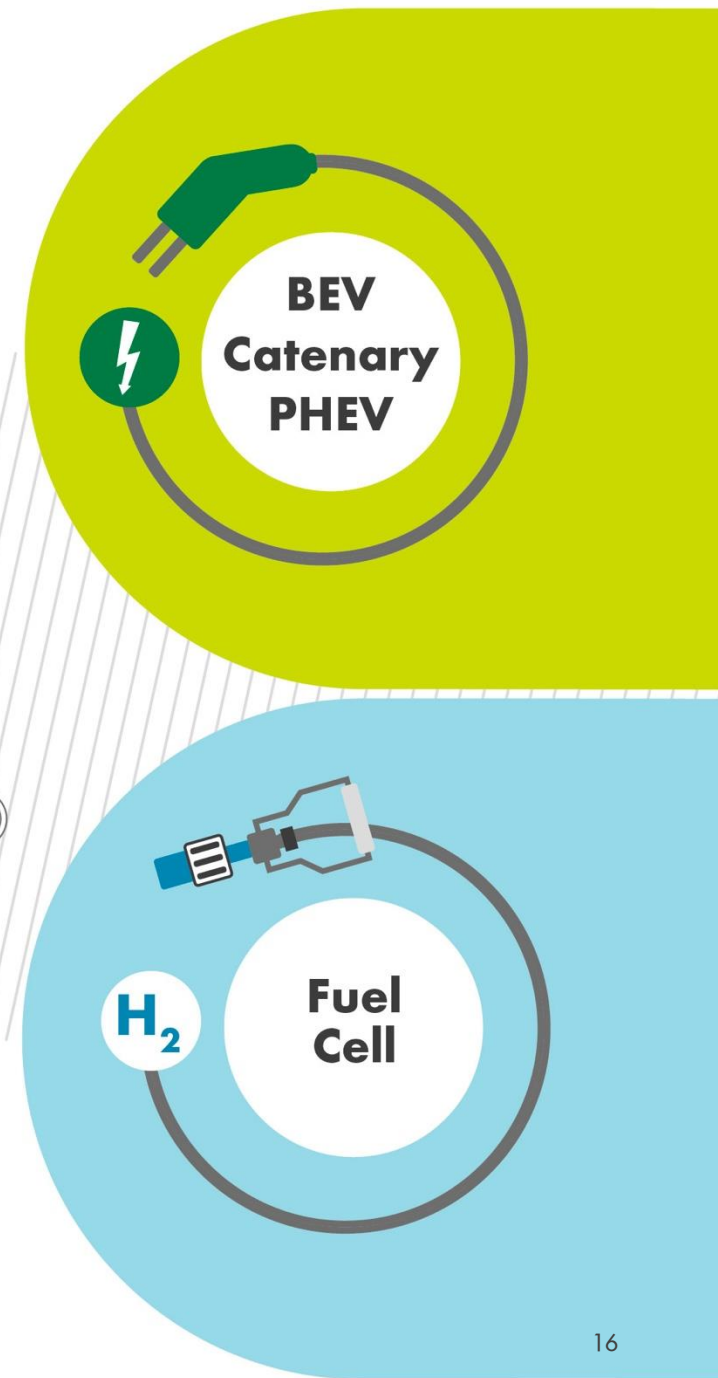 BEV
Catenary
PHEV
H₂
Fuel
Cell
16